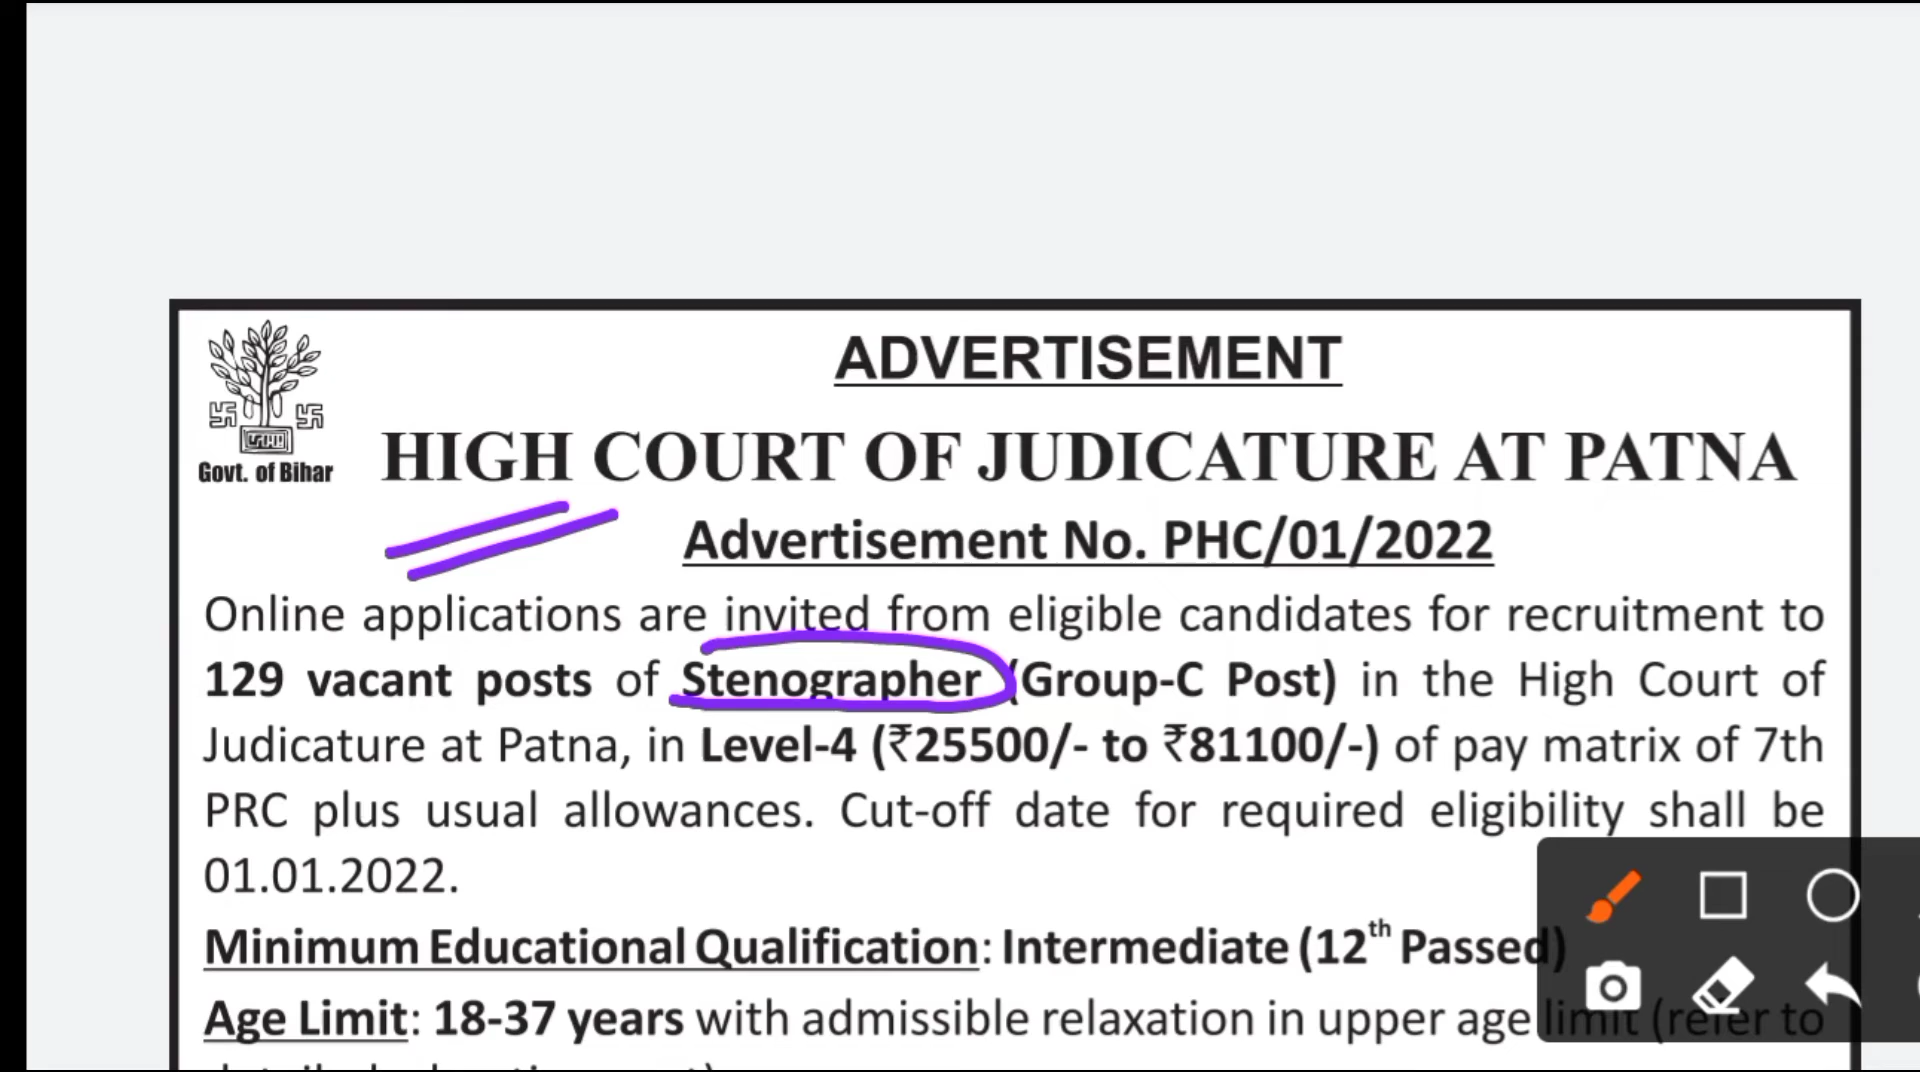 ADVERTISEMENT
Govt. of Bihar
HIGH COURT OF JUDICATURE AT PATNA
Advertisement No. PHC/01/2022
Online applications are invited from eligible candidates for recruitment to
129 vacant posts of Stenographer (Group-C Post) in the High Court of
Judicature at Patna, in Level-4 (₹25500/- to ₹81100/-) of pay matrix of 7th
PRC plus usual allowances. Cut-off date for required eligibility shall be
01.01.2022.
Minimum Educational Qualification: Intermediate (12th Passed)
Age Limit: 18-37 years with admissible relaxation in upper age limit (refer to